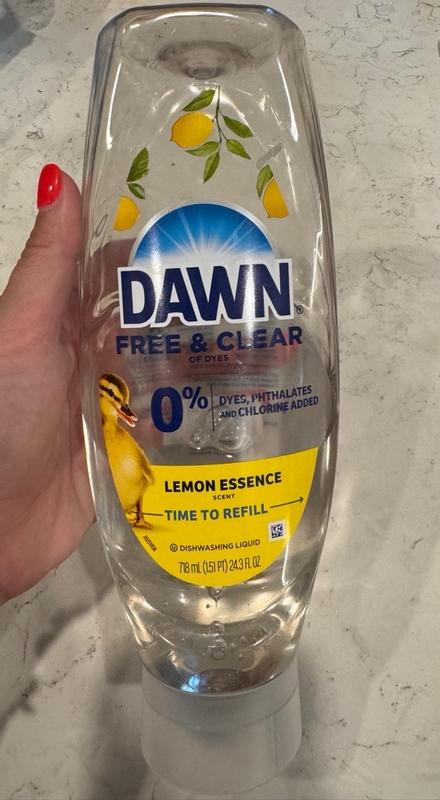 DAWN®
FREE & CLEAR
OF DYES
0% DYES, PHTHALATES
AND CHLORINE ADDED
LEMON ESSENCE
SCENT
TIME TO REFILL
Ⓤ DISHWASHING LIQUID
718 mL (1.51 PT) 24.3 FL OZ